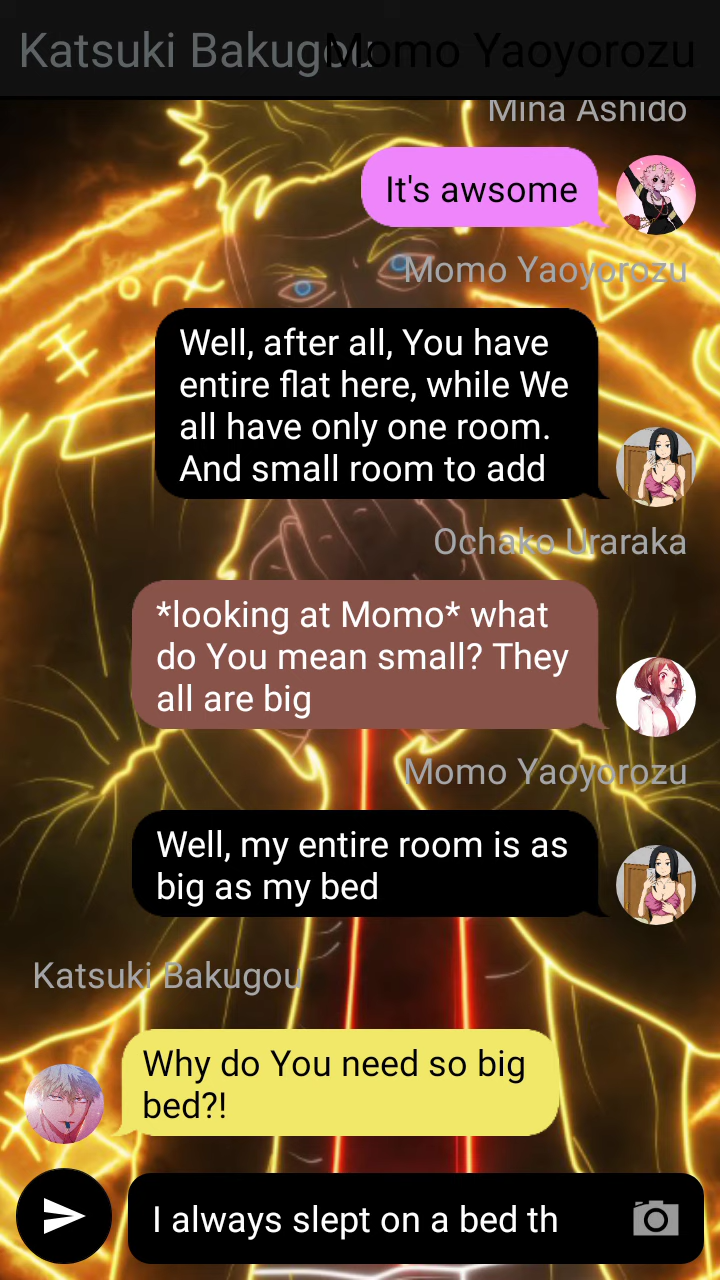 Katsuki Bakugou
Momo Yaoyorozu
Mina Ashido
It's awsome
Momo Yaoyorozu
Well, after all, You have
entire flat here, while We
all have only one room.
And small room to add
Ochako Uraraka
*looking at Momo* what
do You mean small? They
all are big
Momo Yaoyorozu
Well, my entire room is as
big as my bed
Katsuki Bakugou
Why do You need so big
bed?!
I always slept on a bed th